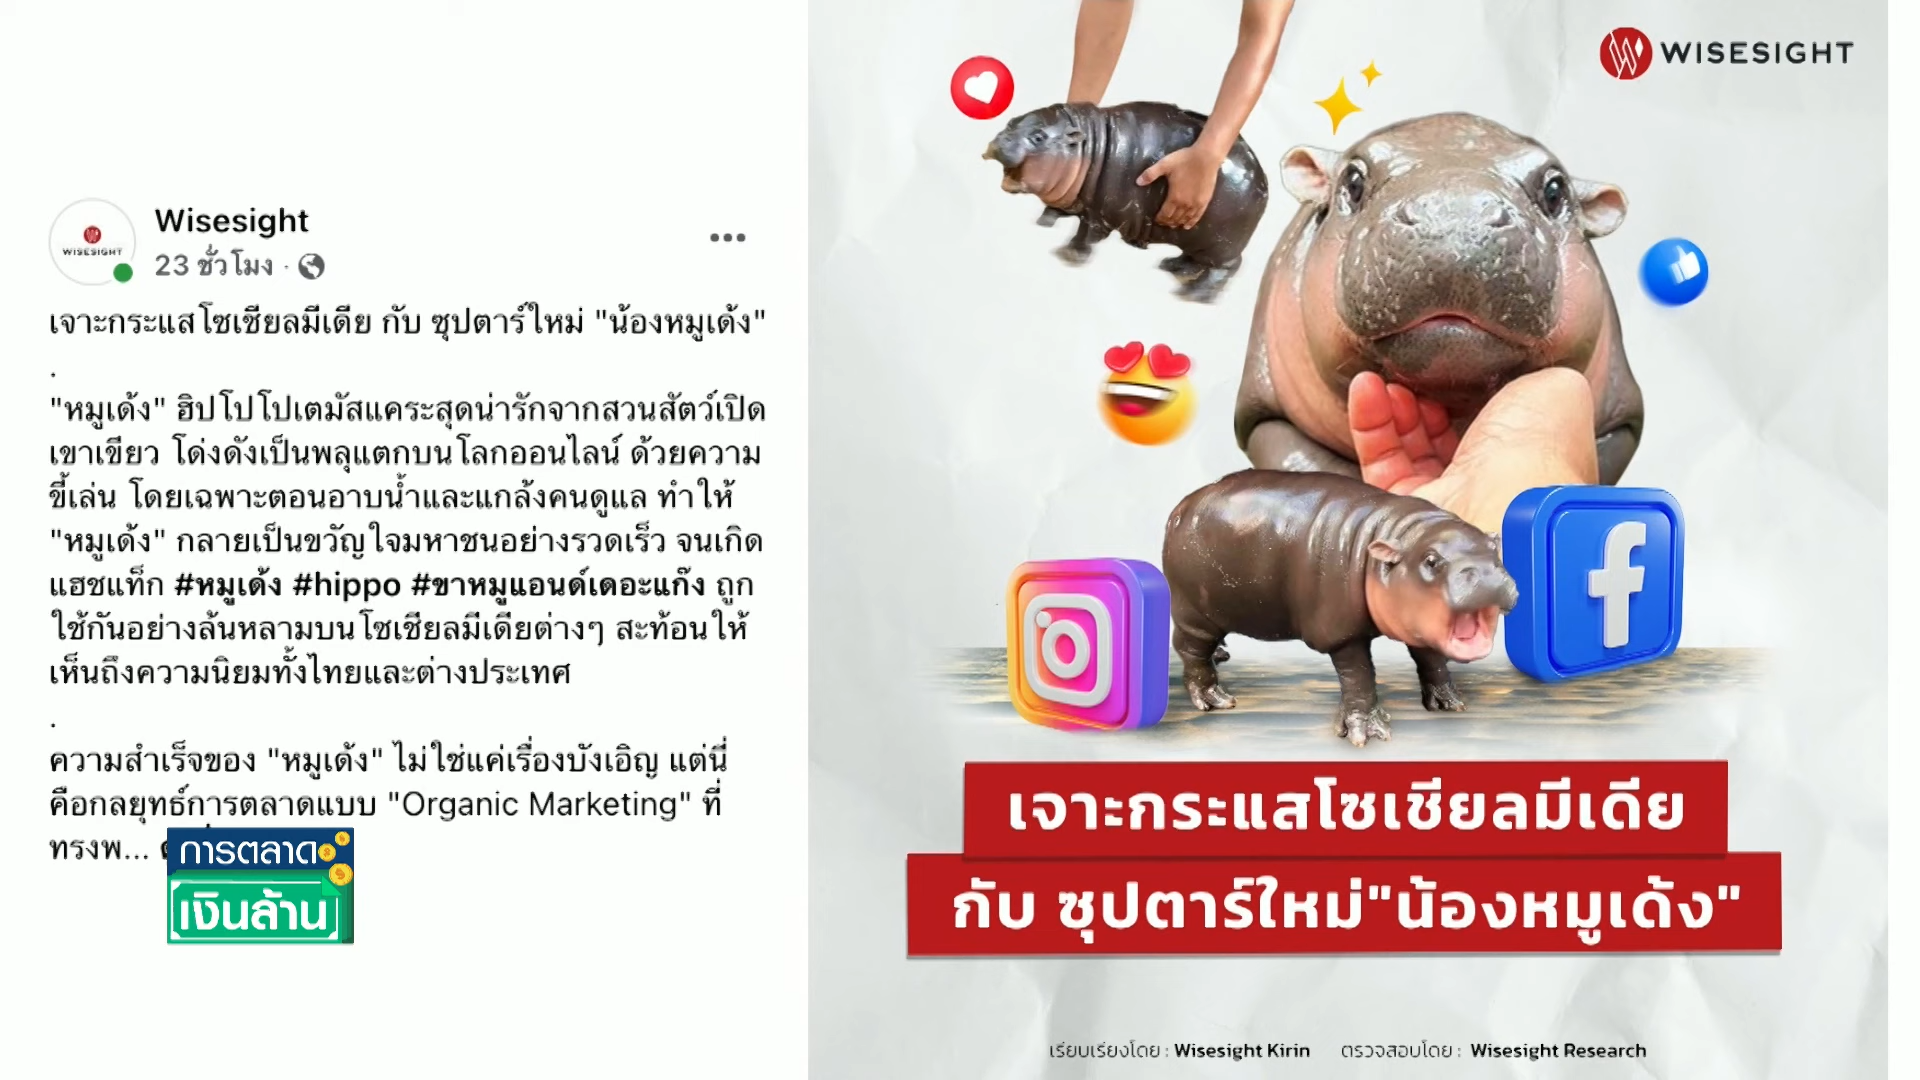 Wisesight
23 ชั่วโมง ·
เจาะกระแสโซเชียลมีเดีย กับ ซุปตาร์ใหม่ "น้องหมูเด้ง"
.
"หมูเด้ง" ฮิปโปโปเตมัสแคระสุดน่ารักจากสวนสัตว์เปิด
เขาเขียว โด่งดังเป็นพลุแตกบนโลกออนไลน์ ด้วยความ
ขี้เล่น โดยเฉพาะตอนอาบน้ำและแกล้งคนดูแล ทำให้
"หมูเด้ง" กลายเป็นขวัญใจมหาชนอย่างรวดเร็ว จนเกิด
แฮชแท็ก #หมูเด้ง #hippo #ขาหมูแอนด์เดอะแก๊ง ถูก
ใช้กันอย่างล้นหลามบนโซเชียลมีเดียต่างๆ สะท้อนให้
เห็นถึงความนิยมทั้งไทยและต่างประเทศ
.
ความสำเร็จของ "หมูเด้ง" ไม่ใช่แค่เรื่องบังเอิญ แต่นี่
คือกลยุทธ์การตลาดแบบ "Organic Marketing" ที่
ทรงพ...
การตลาด
เงินล้าน
WISESIGHT
WISESIGHT
เจาะกระแสโซเชียลมีเดีย
กับ ซุปตาร์ใหม่"น้องหมูเด้ง"
เรียบเรียงโดย : Wisesight Kirin ตรวจสอบโดย : Wisesight Research